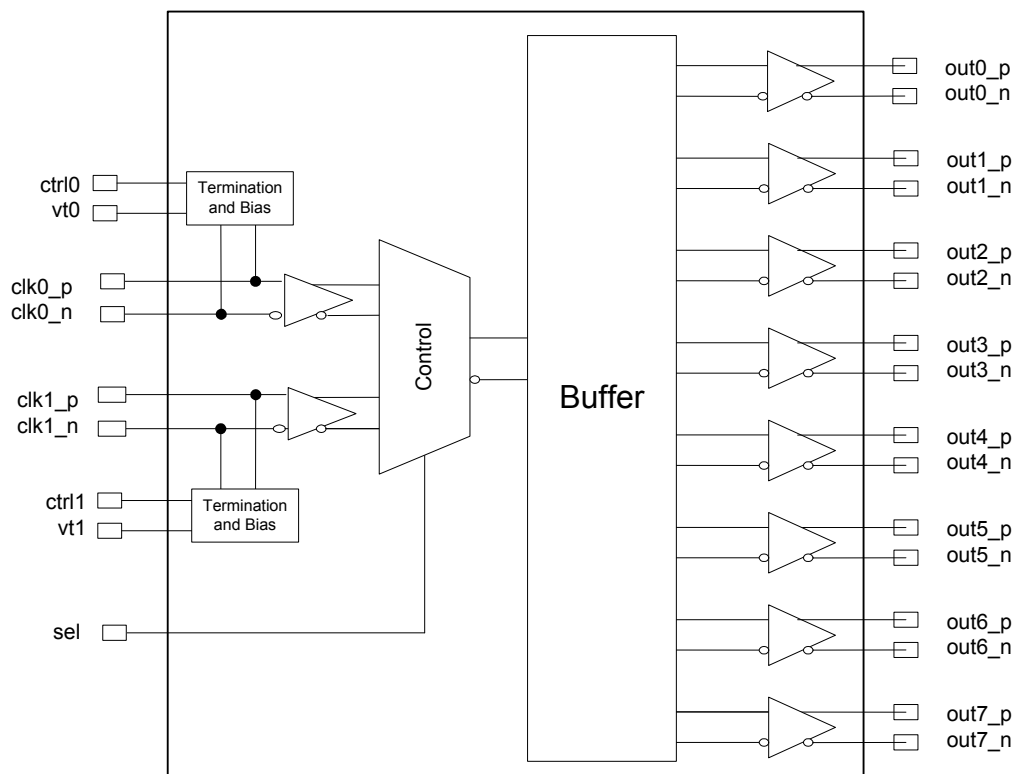 ctrl0
vt0
Termination
and Bias
clk0_p
clk0_n
clk1_p
clk1_n
ctrl1
vt1
Termination
and Bias
sel
Control
Buffer
out0_p
out0_n
out1_p
out1_n
out2_p
out2_n
out3_p
out3_n
out4_p
out4_n
out5_p
out5_n
out6_p
out6_n
out7_p
out7_n